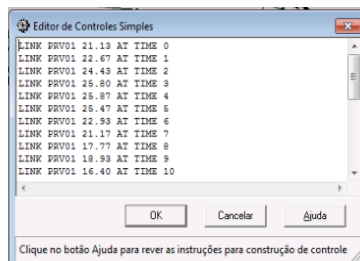 Editor de Controles Simples
LINK PRV01 21.13 AT TIME 0
LINK PRV01 22.67 AT TIME 1
LINK PRV01 24.43 AT TIME 2
LINK PRV01 25.80 AT TIME 3
LINK PRV01 25.87 AT TIME 4
LINK PRV01 25.47 AT TIME 5
LINK PRV01 22.93 AT TIME 6
LINK PRV01 21.17 AT TIME 7
LINK PRV01 17.77 AT TIME 8
LINK PRV01 18.93 AT TIME 9
LINK PRV01 16.40 AT TIME 10
OK Cancelar Ajuda
Clique no botão Ajuda para rever as instruções para construção de controle